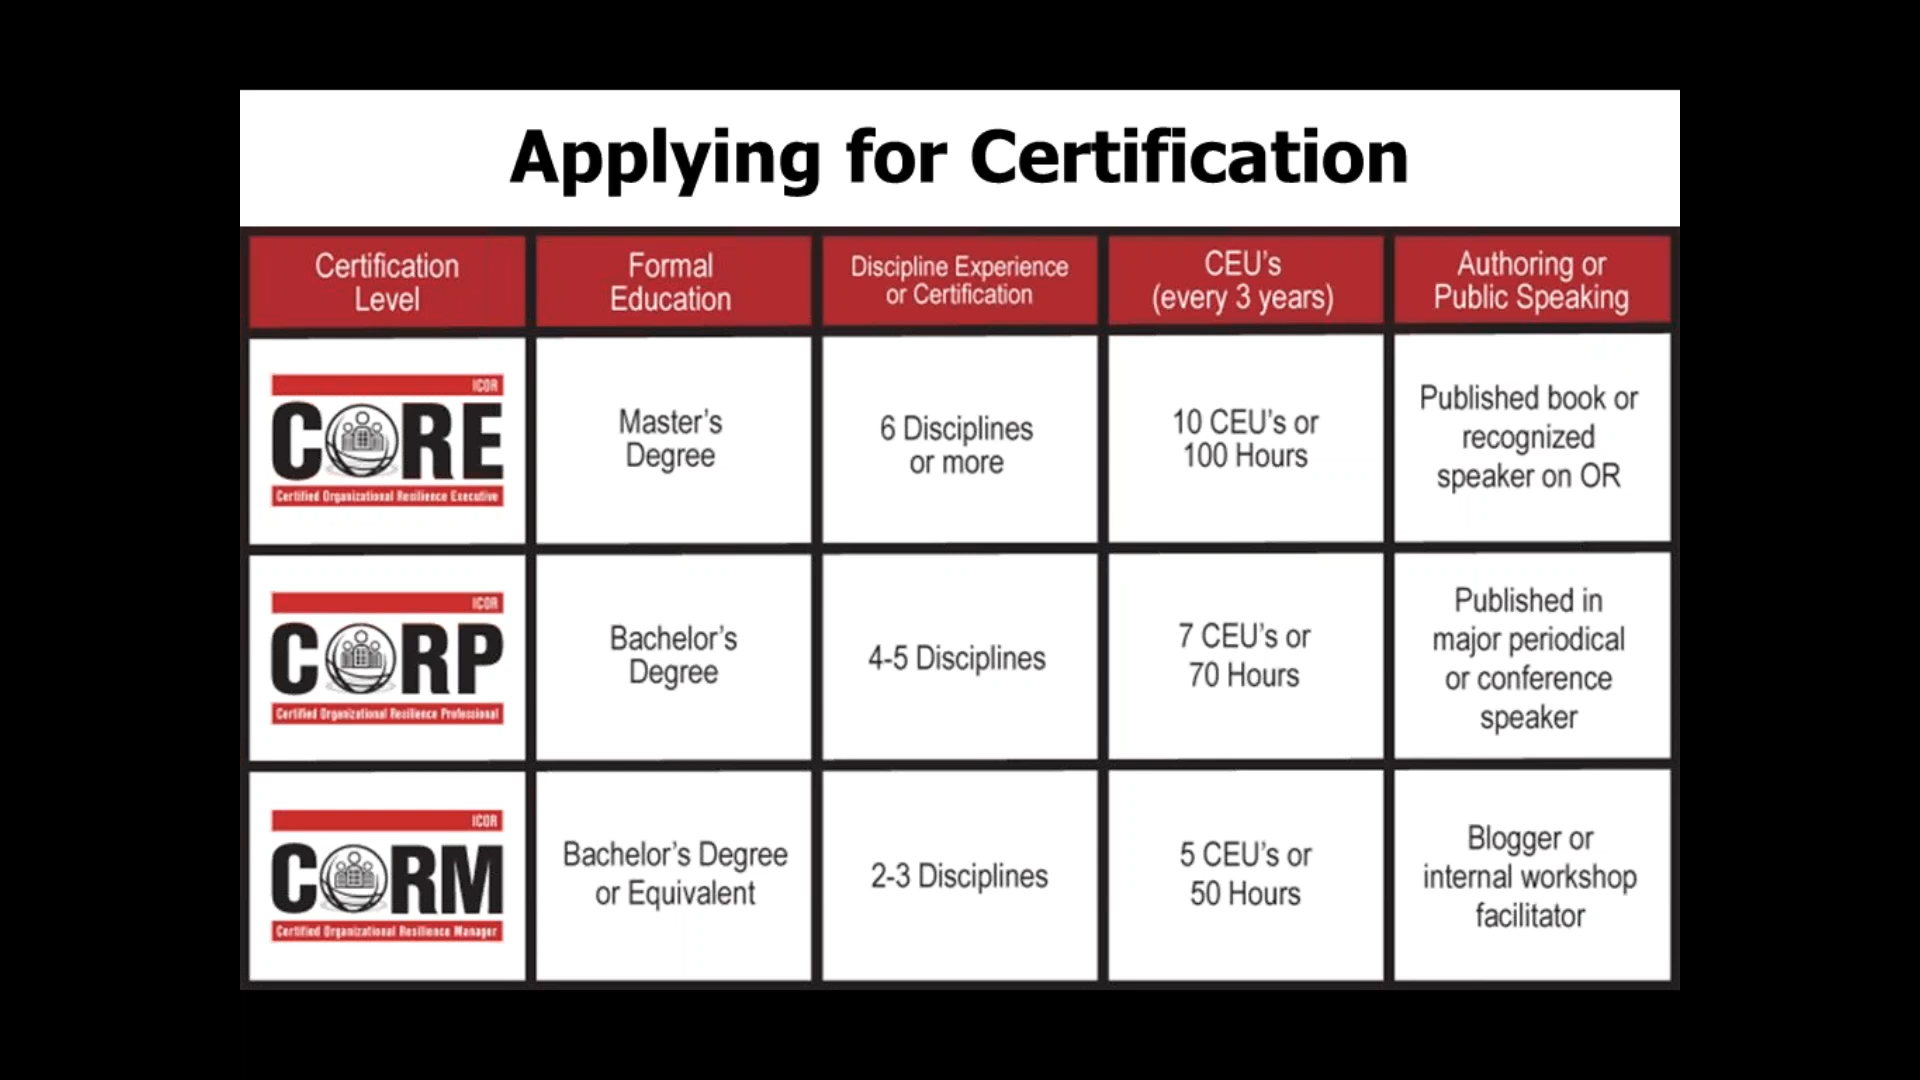 Applying for Certification
Certification
Level
Formal
Education
Discipline Experience
or Certification
CEU’s
(every 3 years)
Authoring or
Public Speaking
ICOR
CORE
Certified Organizational Resilience Executive
Master’s
Degree
6 Disciplines
or more
10 CEU’s or
100 Hours
Published book or
recognized
speaker on OR
ICOR
CORP
Certified Organizational Resilience Professional
Bachelor’s
Degree
4-5 Disciplines
7 CEU’s or
70 Hours
Published in
major periodical
or conference
speaker
ICOR
CORM
Certified Organizational Resilience Manager
Bachelor’s Degree
or Equivalent
2-3 Disciplines
5 CEU’s or
50 Hours
Blogger or
internal workshop
facilitator